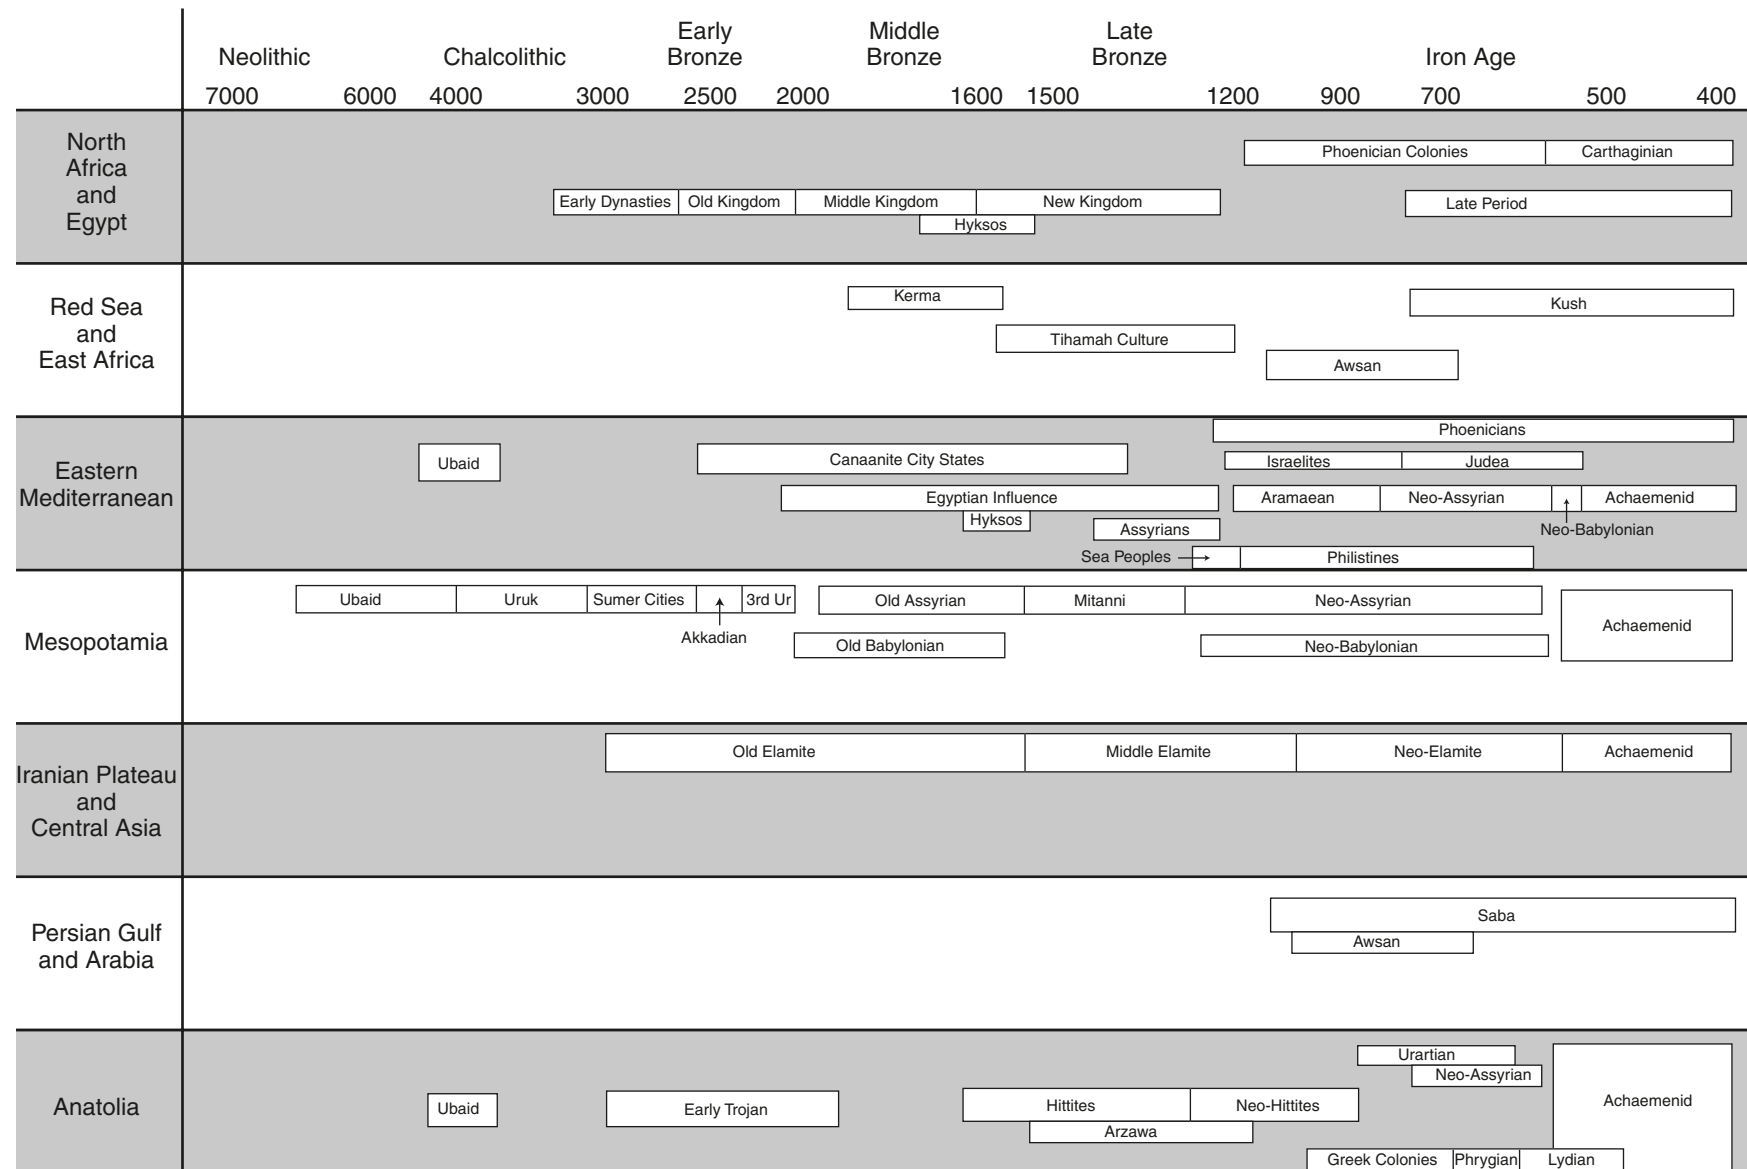 Neolithic
Chalcolithic
Early
Bronze
Middle
Bronze
Late
Bronze
Iron Age
7000 6000 4000 3000 2500 2000 1600 1500 1200 900 700 500 400
North
Africa
and
Egypt
Phoenician Colonies
Carthaginian
Early Dynasties
Old Kingdom
Middle Kingdom
New Kingdom
Late Period
Hyksos
Red Sea
and
East Africa
Kerma
Kush
Tihamah Culture
Awsan
Eastern
Mediterranean
Phoenicians
Ubaid
Canaanite City States
Israelites
Judea
Egyptian Influence
Aramaean
Neo-Assyrian
Achaemenid
Hyksos
Assyrians
Neo-Babylonian
Sea Peoples
Philistines
Mesopotamia
Ubaid
Uruk
Sumer Cities
3rd Ur
Old Assyrian
Mitanni
Neo-Assyrian
Achaemenid
Akkadian
Old Babylonian
Neo-Babylonian
Iranian Plateau
and
Central Asia
Old Elamite
Middle Elamite
Neo-Elamite
Achaemenid
Persian Gulf
and Arabia
Saba
Awsan
Anatolia
Urartian
Neo-Assyrian
Ubaid
Early Trojan
Hittites
Neo-Hittites
Achaemenid
Arzawa
Greek Colonies
Phrygian
Lydian